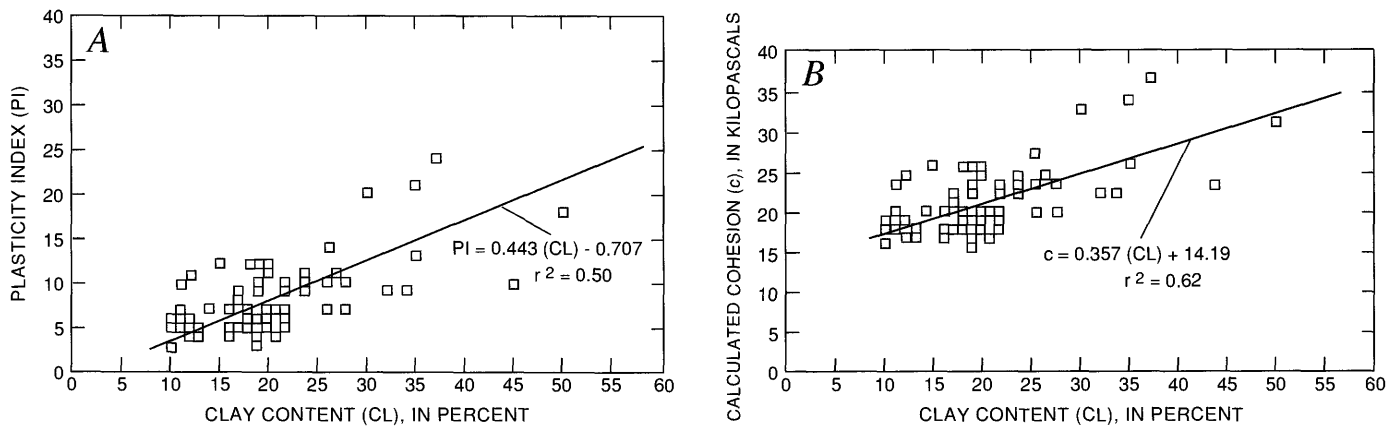 A
PLASTICITY INDEX (PI)
40
35
30
25
20
15
10
5
0
0 5 10 15 20 25 30 35 40 45 50 55 60
CLAY CONTENT (CL), IN PERCENT
PI = 0.443 (CL) - 0.707
r 2 = 0.50
B
CALCULATED COHESION (c), IN KILOPASCALS
40
35
30
25
20
15
10
5
0
0 5 10 15 20 25 30 35 40 45 50 55 60
CLAY CONTENT (CL), IN PERCENT
c = 0.357 (CL) + 14.19
r 2 = 0.62